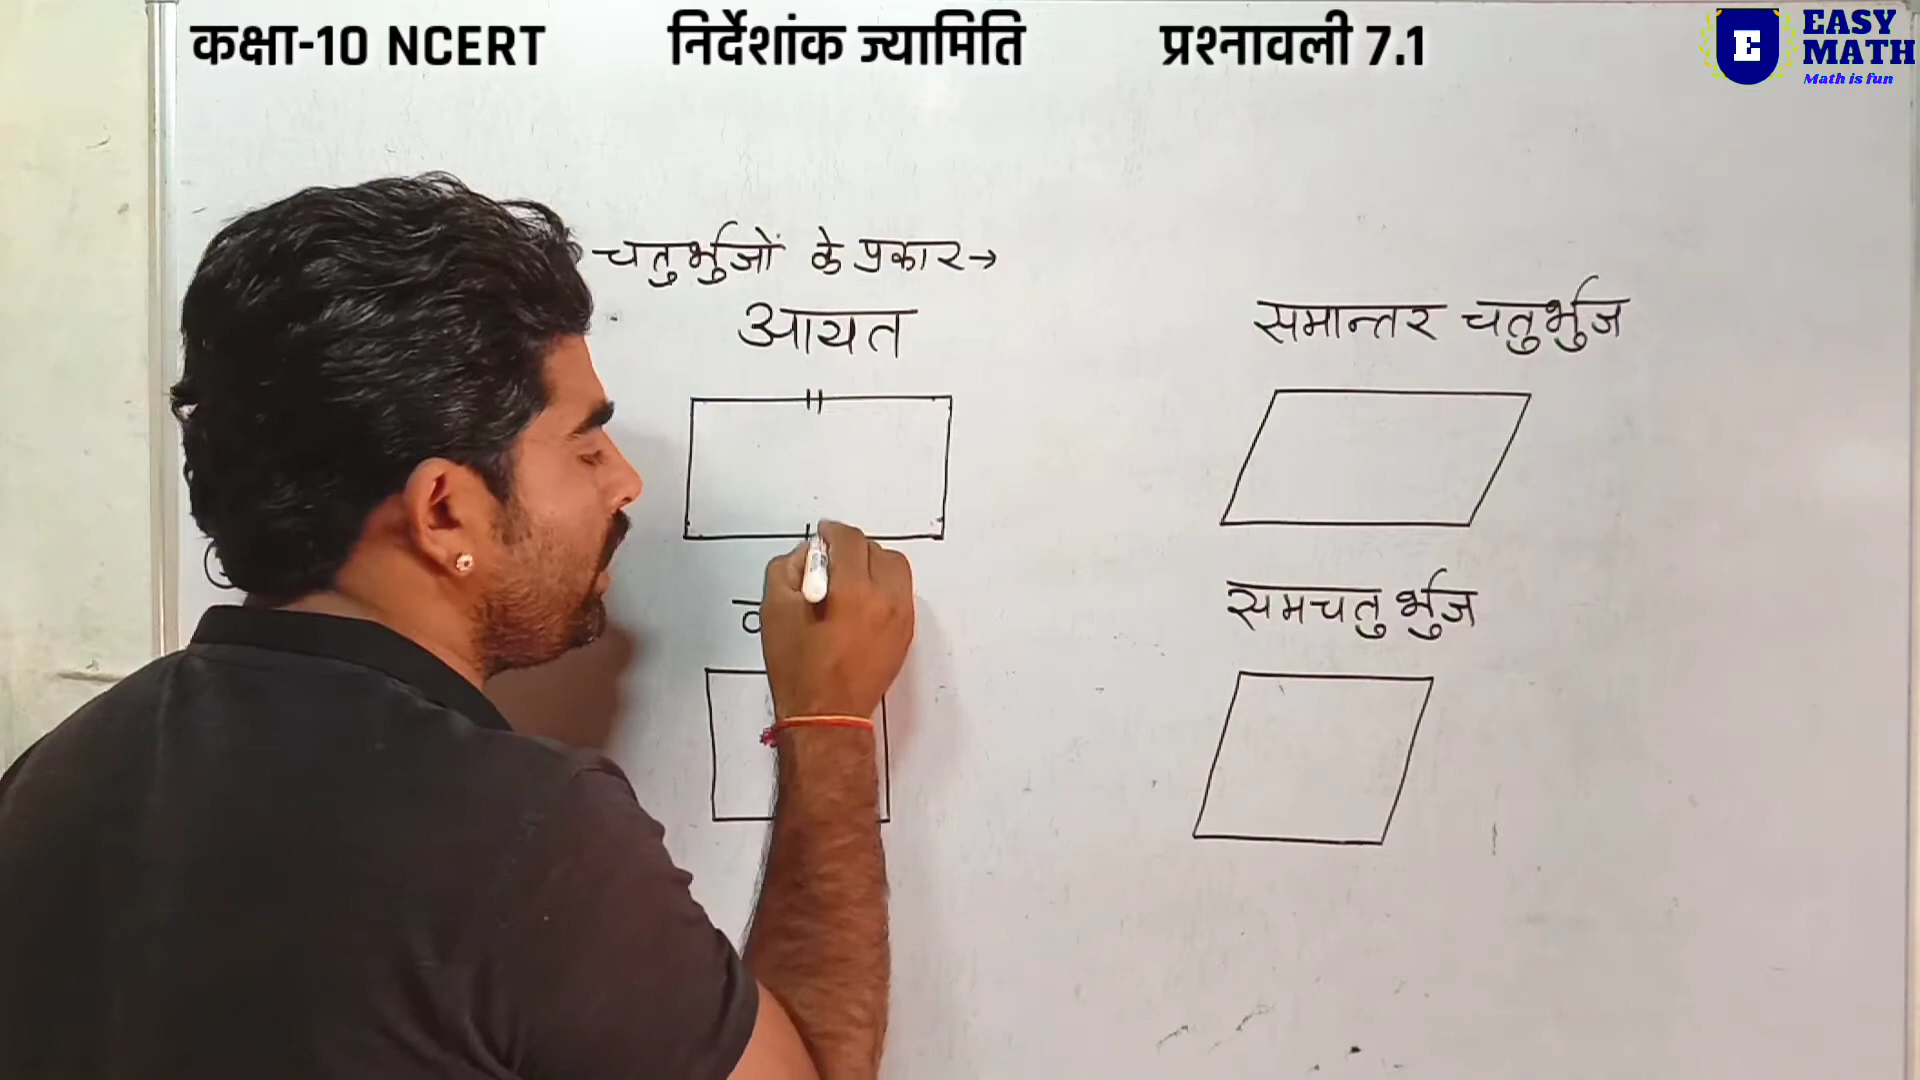 कक्षा-10 NCERT निर्देशांक ज्यामिति प्रश्नावली 7.1
E EASY MATH
Math is fun
चतुर्भुजों के प्रकार→
आयत
समान्तर चतुर्भुज
समचतुर्भुज